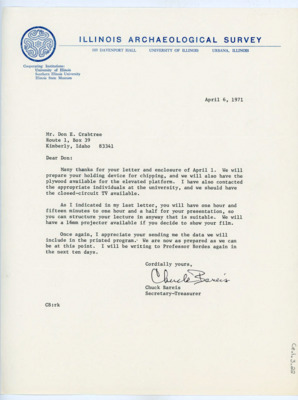 ILLINOIS ARCHAEOLOGICAL SURVEY
109 DAVENPORT HALL UNIVERSITY OF ILLINOIS URBANA, ILLINOIS
Cooperating Institutions:
University of Illinois
Southern Illinois University
Illinois State Museum
April 6, 1971
Mr. Don E. Crabtree
Route 1, Box 39
Kimberly, Idaho 83341
Dear Don:
Many thanks for your letter and enclosure of April 1. We will
prepare your holding device for chipping, and we will also have the
plywood available for the elevated platform. I have also contacted
the appropriate individuals at the university, and we should have
the closed-circuit TV available.
As I indicated in my last letter, you will have one hour and
fifteen minutes to one hour and a half for your presentation, so
you can structure your lecture in anyway that is suitable. We will
have a 16mm projector available if you decide to show your film.
Once again, I appreciate your sending me the data we will
include in the printed program. We are now as prepared as we can
be at this point. I will be writing to Professor Bordes again in
the next ten days.
Cordially yours,
Chuck Bareis
Chuck Bareis
Secretary-Treasurer
CB:rk